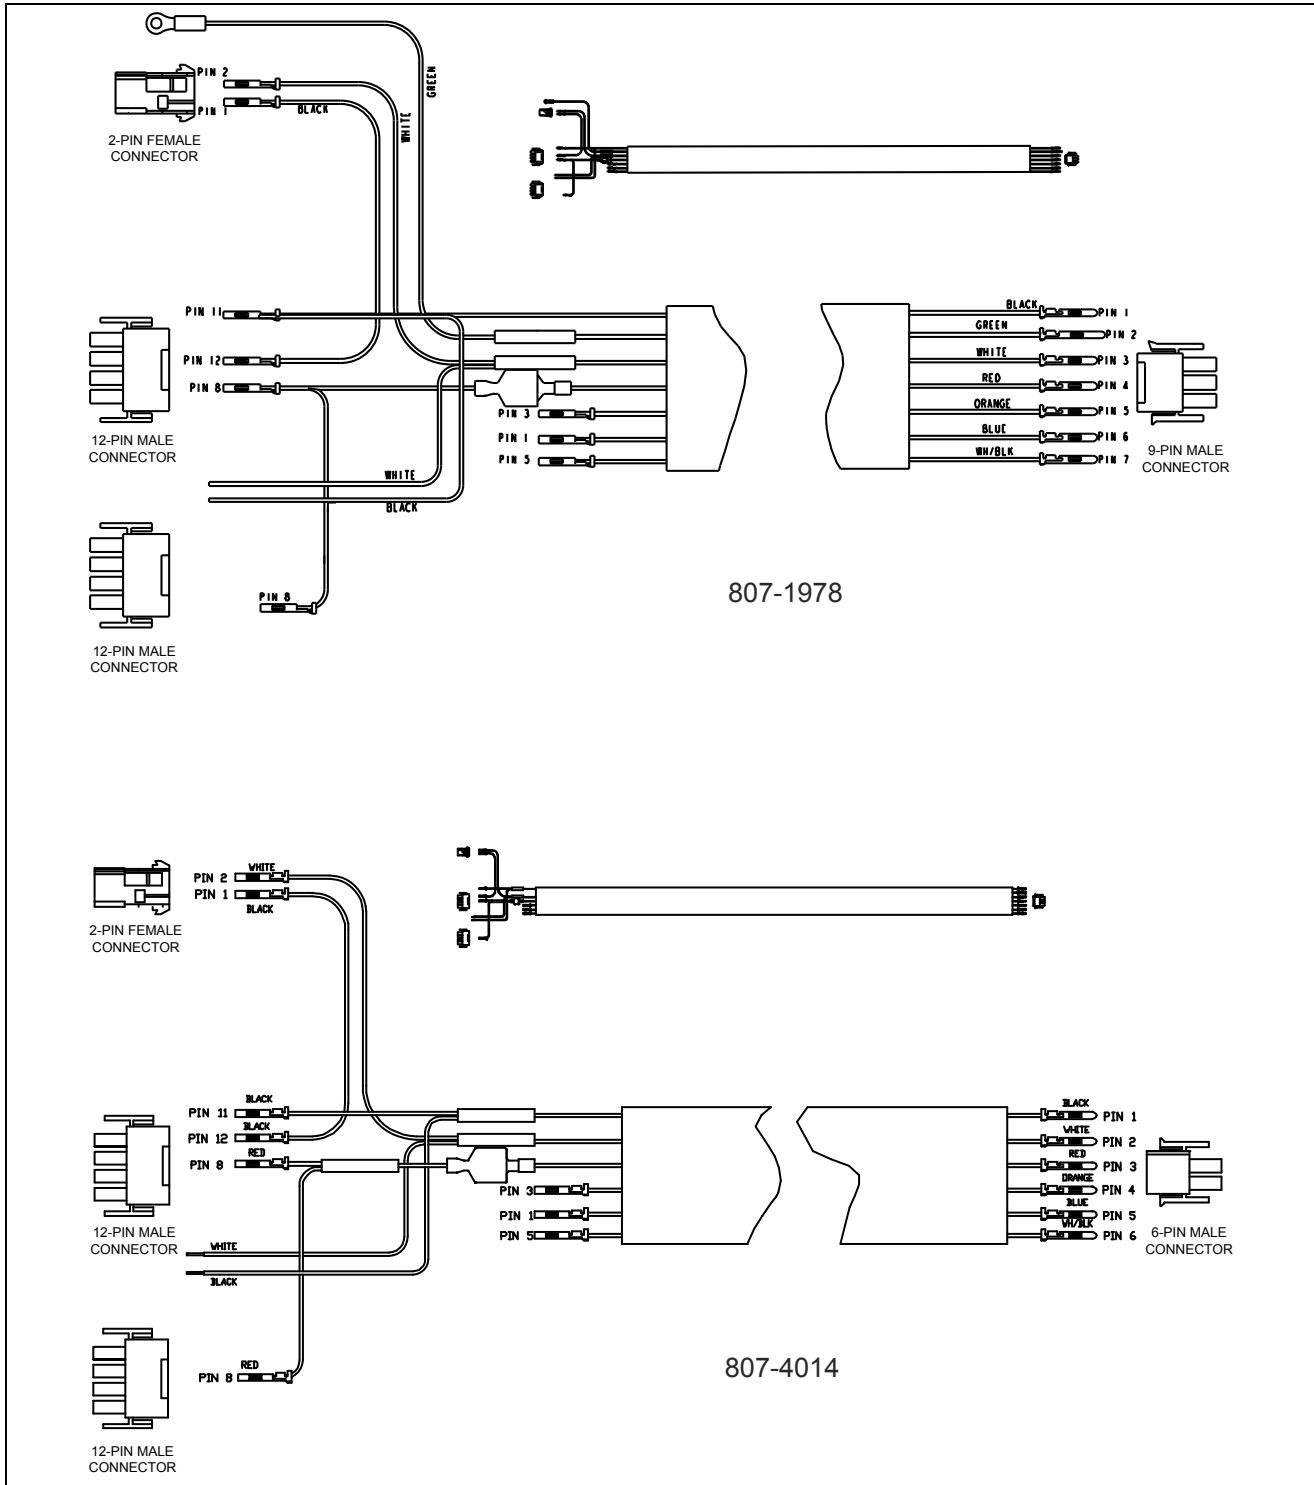 PIN 2
GREEN
PIN 1
BLACK
WHITE
2-PIN FEMALE
CONNECTOR
PIN 11
BLACK
PIN 1
GREEN
PIN 2
PIN 12
WHITE
PIN 3
PIN 8
RED
PIN 4
PIN 3
ORANGE
PIN 5
PIN 1
BLUE
PIN 6
PIN 5
WH/BLK
PIN 7
12-PIN MALE
CONNECTOR
9-PIN MALE
CONNECTOR
WHITE
BLACK
PIN 8
807-1978
12-PIN MALE
CONNECTOR
WHITE
PIN 2
PIN 1
BLACK
2-PIN FEMALE
CONNECTOR
BLACK
PIN 11
BLACK
PIN 1
BLACK
PIN 12
WHITE
PIN 2
RED
PIN 8
RED
PIN 3
PIN 3
ORANGE
PIN 4
PIN 1
BLUE
PIN 5
PIN 5
WH/BLK
PIN 6
12-PIN MALE
CONNECTOR
6-PIN MALE
CONNECTOR
WHITE
BLACK
RED
PIN 8
807-4014
12-PIN MALE
CONNECTOR